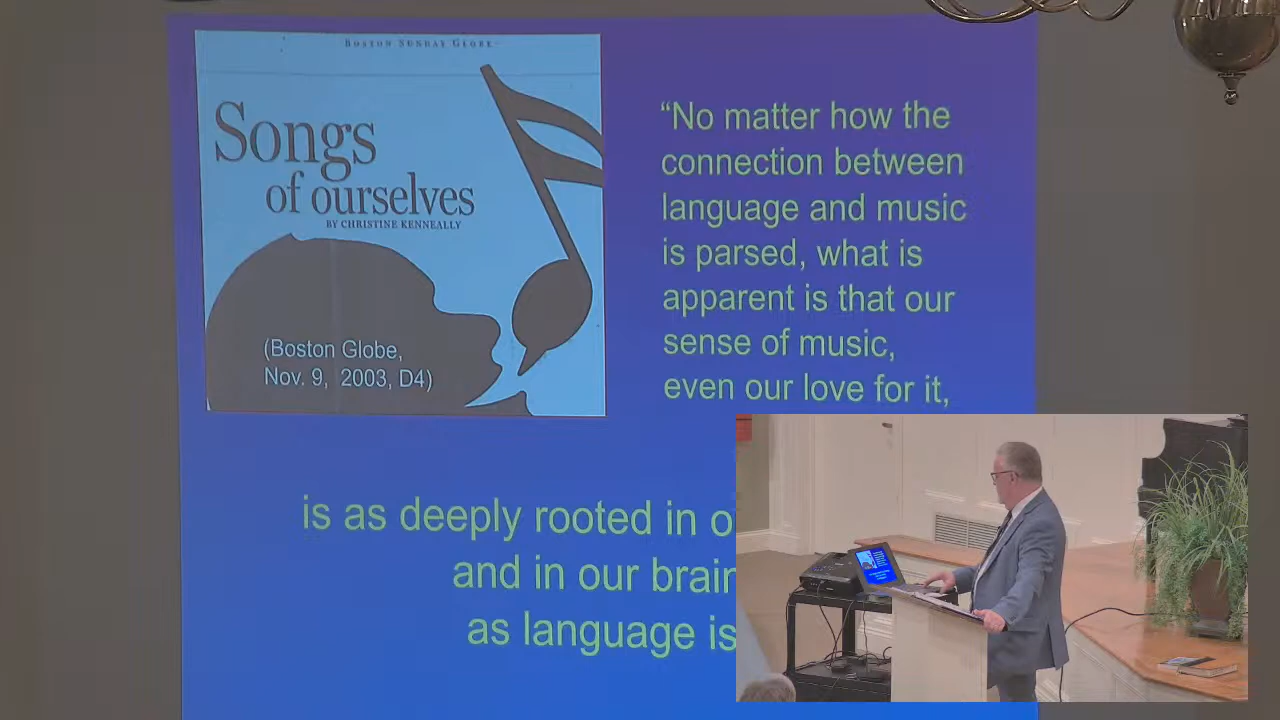 BOSTON SUNDAY GLOBE
Songs
of ourselves
BY CHRISTINE KENNEALLY
(Boston Globe,
Nov. 9, 2003, D4)
“No matter how the
connection between
language and music
is parsed, what is
apparent is that our
sense of music,
even our love for it,
is as deeply rooted in
and in our
as language is